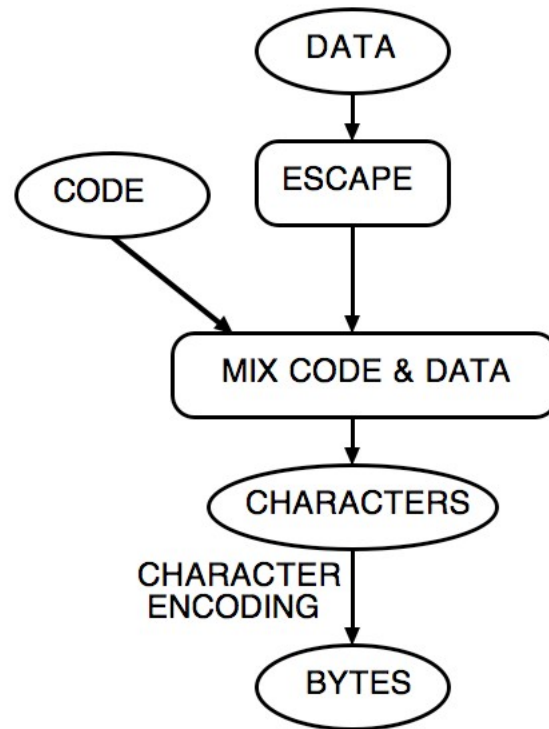 DATA
ESCAPE
CODE
MIX CODE & DATA
CHARACTERS
CHARACTER
ENCODING
BYTES